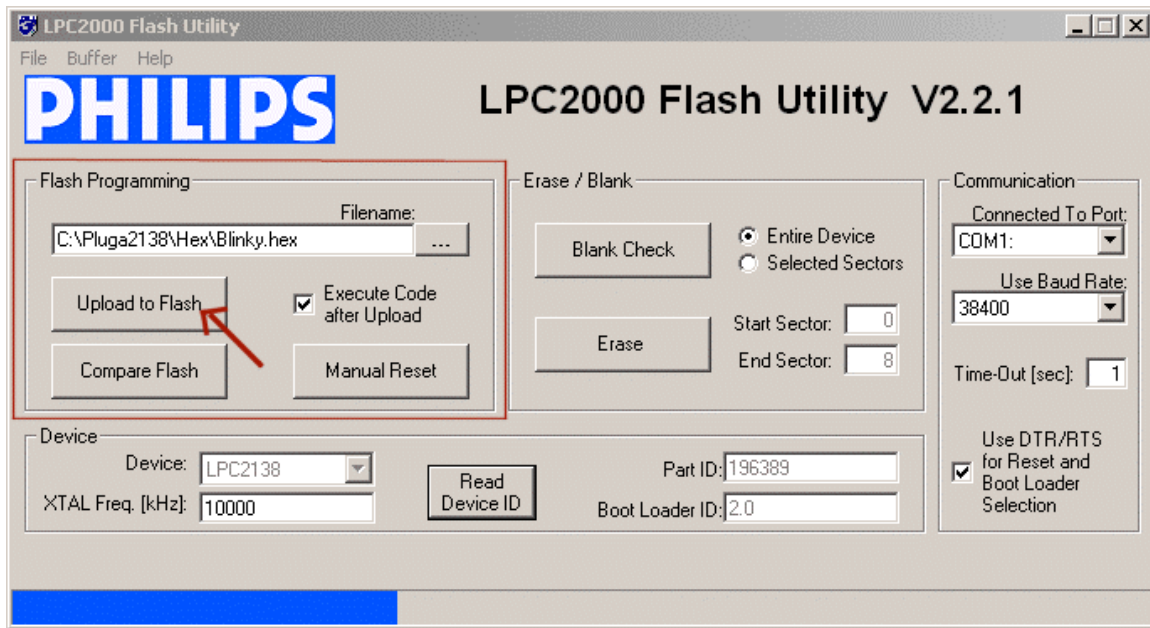 LPC2000 Flash Utility
File Buffer Help
PHILIPS
LPC2000 Flash Utility V2.2.1
Flash Programming
Filename:
C:\Pluga2138\Hex\Blinky.hex
...
Upload to Flash
Execute Code
after Upload
Compare Flash
Manual Reset
Erase / Blank
Blank Check
Entire Device
Selected Sectors
Erase
Start Sector: 0
End Sector: 8
Communication
Connected To Port:
COM1:
Use Baud Rate:
38400
Time-Out [sec]: 1
Use DTR/RTS
for Reset and
Boot Loader
Selection
Device
Device: LPC2138
XTAL Freq. [kHz]: 10000
Read
Device ID
Part ID: 196389
Boot Loader ID: 2.0